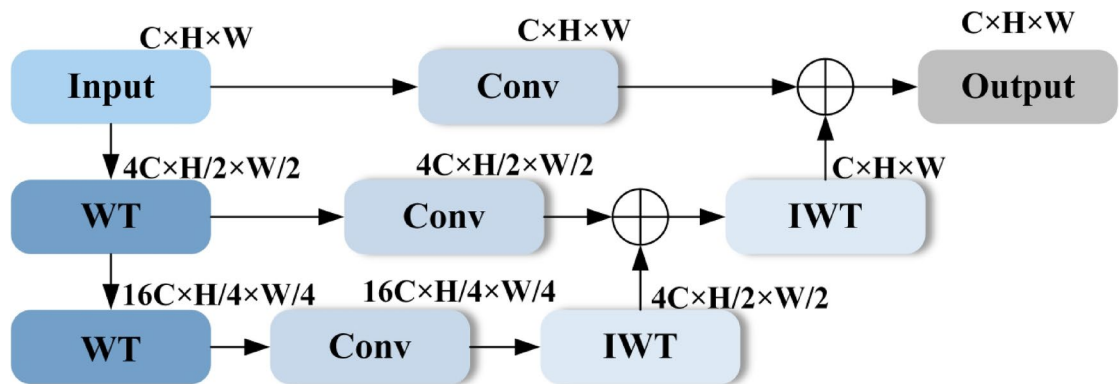 C×H×W
C×H×W
C×H×W
Input
Conv
Output
4C×H/2×W/2
4C×H/2×W/2
C×H×W
WT
Conv
IWT
16C×H/4×W/4
16C×H/4×W/4
4C×H/2×W/2
WT
Conv
IWT